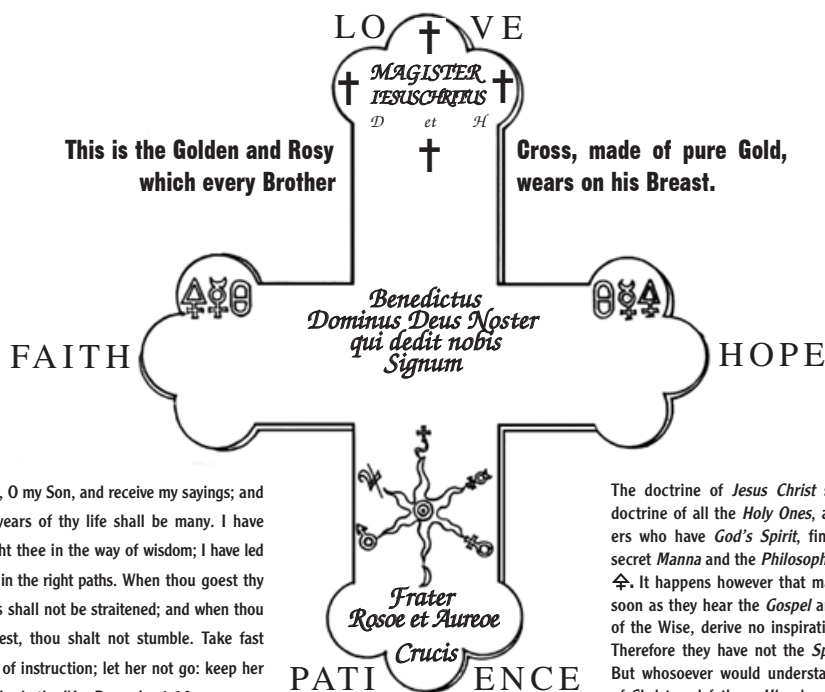 LOVE
MAGISTER
IESUSCHRITUS
D et H
This is the Golden and Rosy Cross, made of pure Gold,
which every Brother wears on his Breast.
Benedictus
Dominus Deus Noster
qui dedit nobis
Signum
FAITH
HOPE
, O my Son, and receive my sayings; and
years of thy life shall be many. I have
ht thee in the way of wisdom; I have led
in the right paths. When thou goest thy
s shall not be straitened; and when thou
est, thou shalt not stumble. Take fast
of instruction; let her not go: keep her
The doctrine of Jesus Christ
doctrine of all the Holy Ones,
ers who have God's Spirit,
secret Manna and the Philosoph
It happens however that
soon as they hear the Gospel
of the Wise, derive no inspirati
Therefore they have not the
But whosoever would understa
Frater
Rosoe et Aureoe
Crucis
PATIENCE